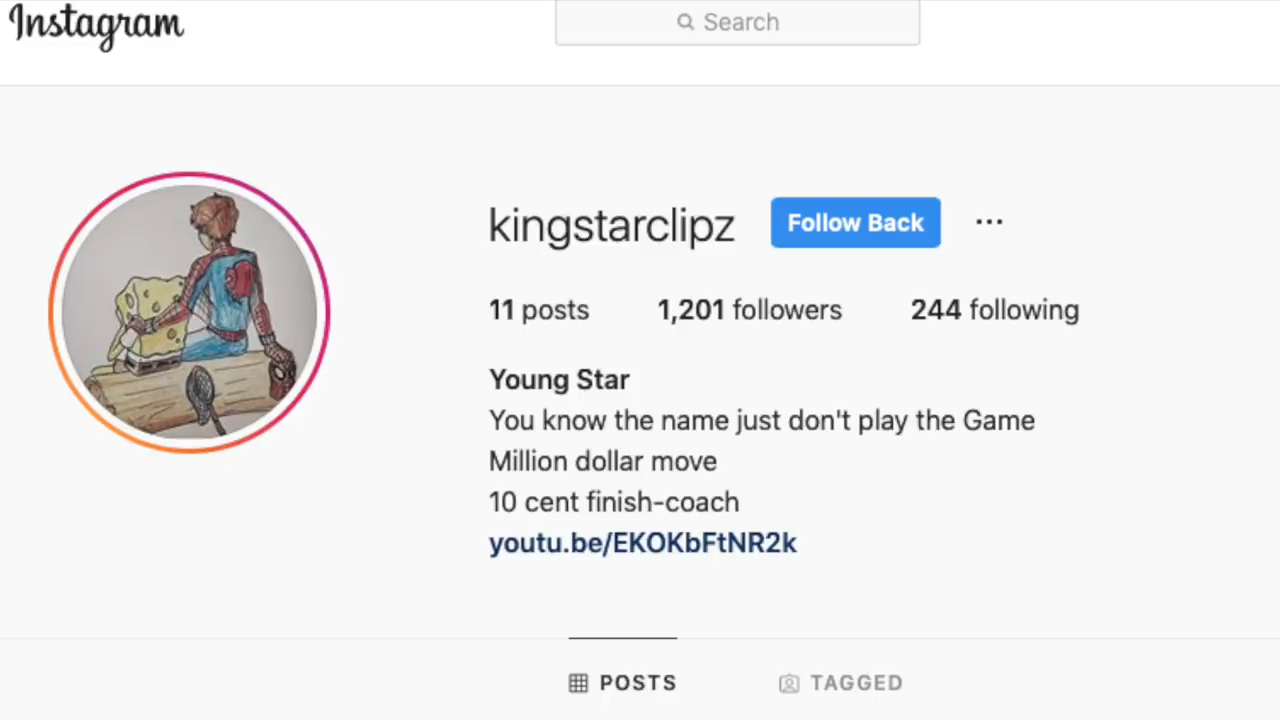 Instagram
Search
kingstarclipz Follow Back
11 posts 1,201 followers 244 following
Young Star
You know the name just don't play the Game
Million dollar move
10 cent finish-coach
youtu.be/EKOKbFtNR2k
POSTS TAGGED